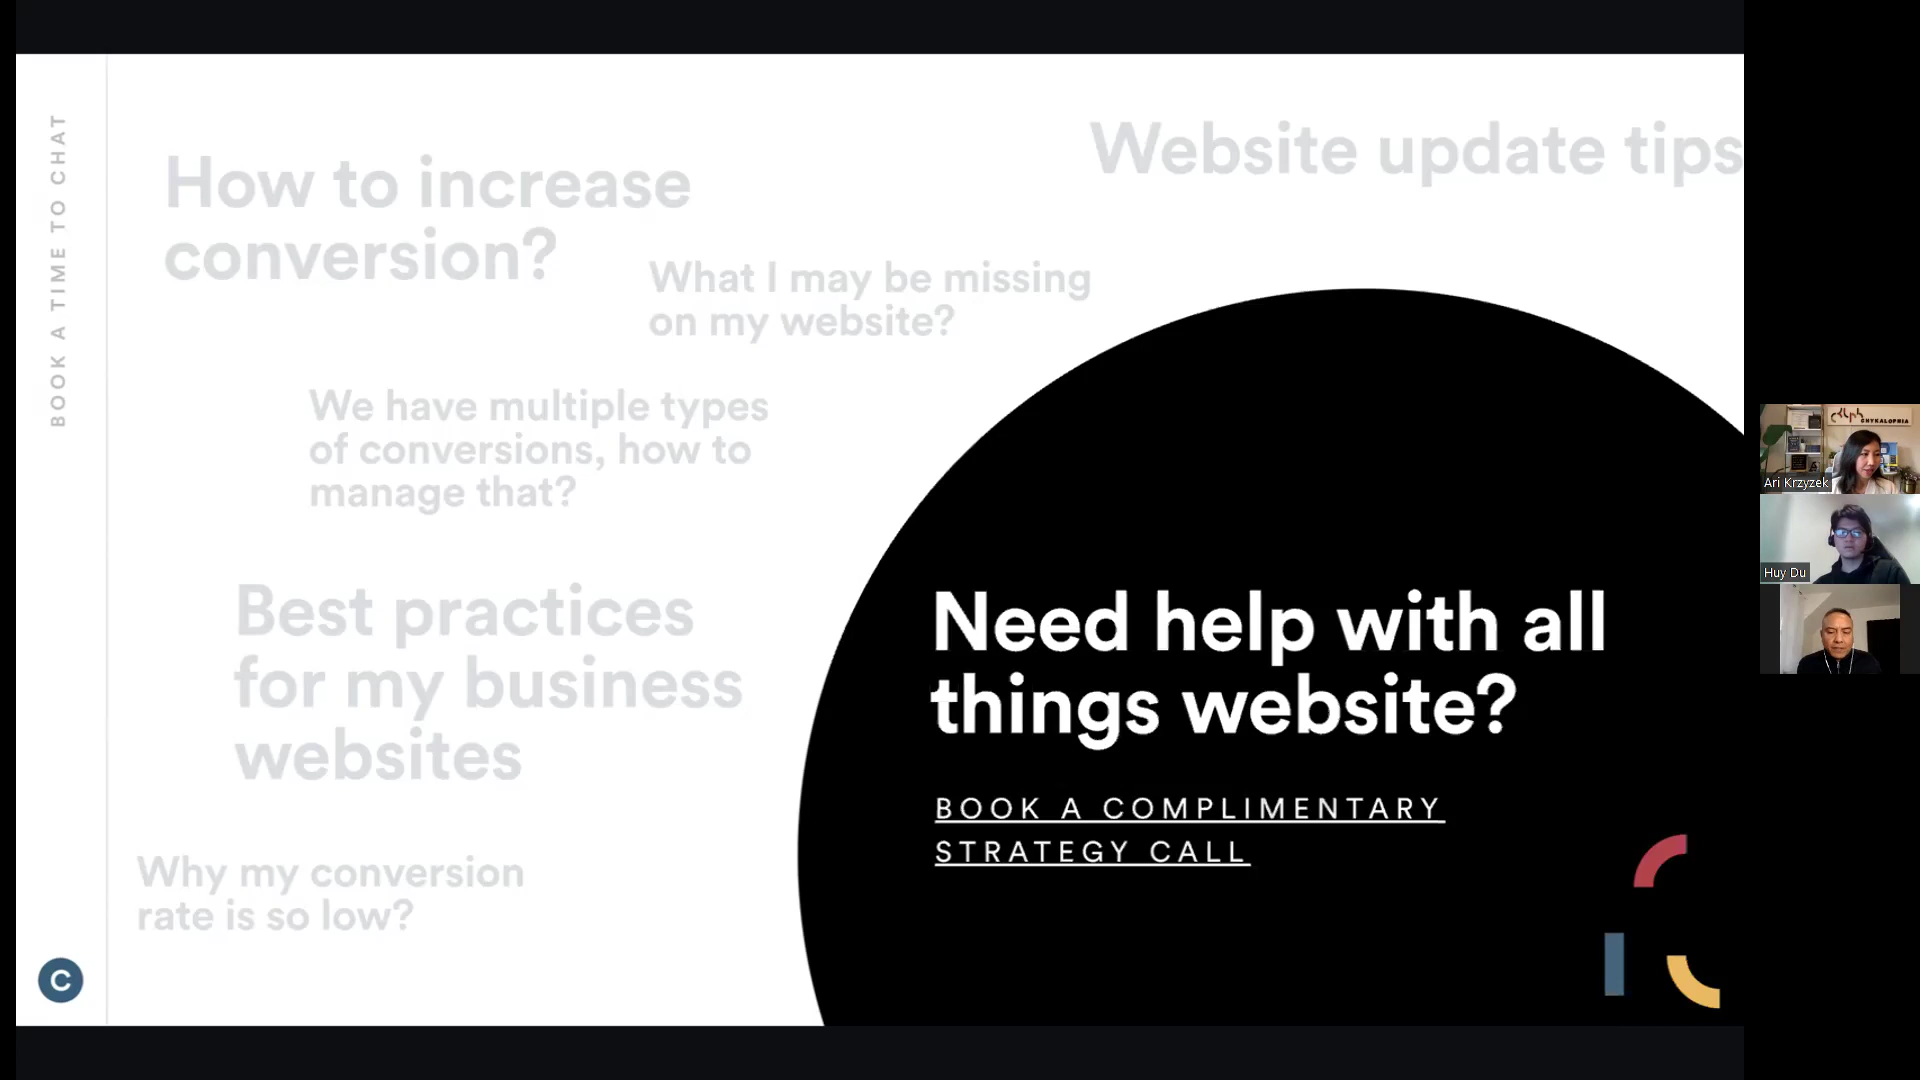 BOOK A TIME TO CHAT
How to increase
conversion?
Website update tips
What I may be missing
on my website?
We have multiple types
of conversions, how to
manage that?
Best practices
for my business
websites
Why my conversion
rate is so low?
Need help with all
things website?
BOOK A COMPLIMENTARY
STRATEGY CALL
C
CHYKALOPHIA
Ari Krzyzek
Huy Du